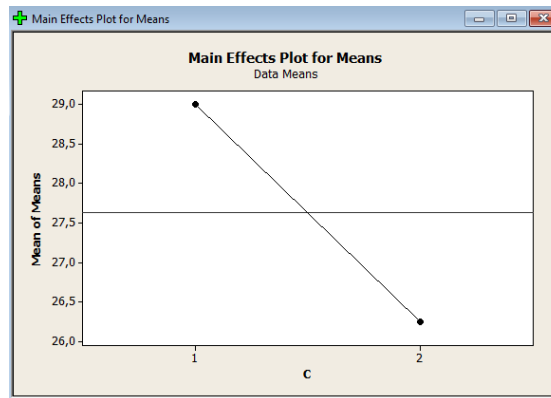 Main Effects Plot for Means
Main Effects Plot for Means
Data Means
29,0
28,5
28,0
27,5
27,0
26,5
26,0
Mean of Means
1 2
C